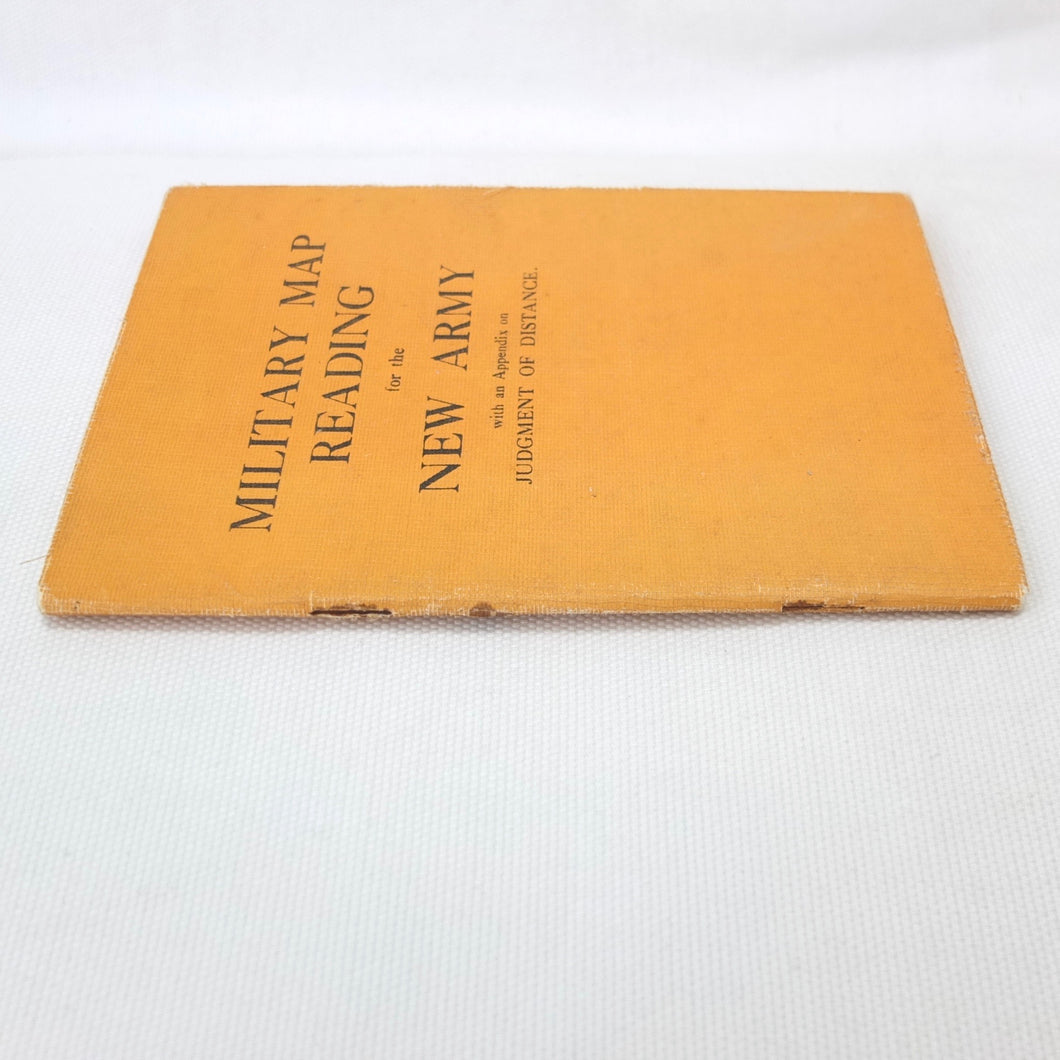 MILITARY MAP
READING
for the
NEW ARMY
with an Appendix on
JUDGMENT OF DISTANCE.